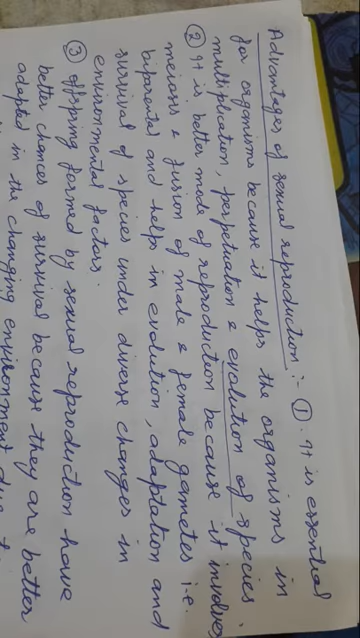 Advantages of sexual reproduction :- ① . It is essential
for organisms because it helps the organisms in
multiplication, perpetuation & evolution of species.
② It is better mode of reproduction because it involves
meiosis & fusion of male & female gametes i.e.
biparental and helps in evolution, adaptation and
survival of species under diverse changes in
environmental factors.
③ offspring formed by sexual reproduction have
better chances of survival because they are better
adapted in the changing environment due